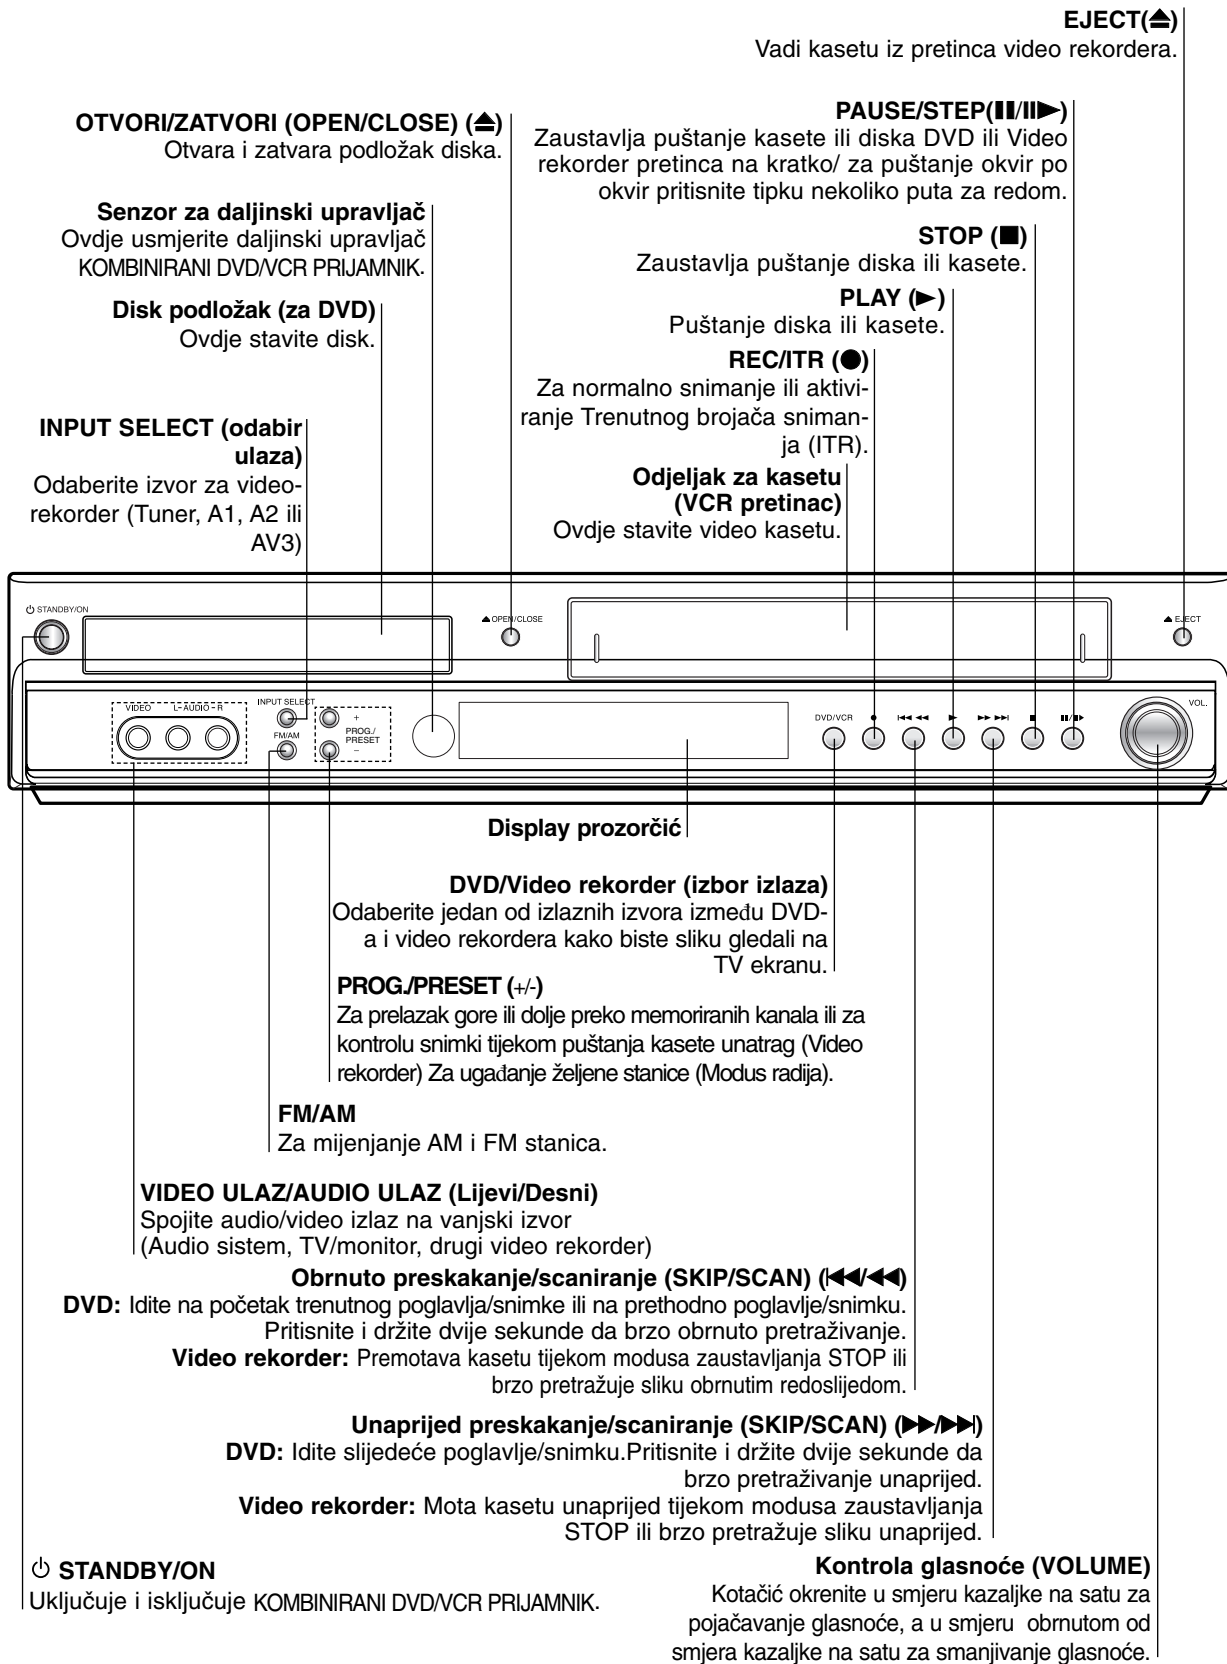 EJECT(⏏)
Vadi kasetu iz pretinca video rekordera.
PAUSE/STEP(❚❚/❚❚▶)
Zaustavlja puštanje kasete ili diska DVD ili Video
rekorder pretinca na kratko/ za puštanje okvir po
okvir pritisnite tipku nekoliko puta za redom.
OTVORI/ZATVORI (OPEN/CLOSE) (⏏)
Otvara i zatvara podložak diska.
Senzor za daljinski upravljač
Ovdje usmjerite daljinski upravljač
KOMBINIRANI DVD/VCR PRIJAMNIK.
STOP (■)
Zaustavlja puštanje diska ili kasete.
Disk podložak (za DVD)
Ovdje stavite disk.
PLAY (▶)
Puštanje diska ili kasete.
REC/ITR (●)
Za normalno snimanje ili aktivi-
ranje Trenutnog brojača sniman-
ja (ITR).
INPUT SELECT (odabir
ulaza)
Odaberite izvor za video-
rekorder (Tuner, A1, A2 ili
AV3)
Odjeljak za kasetu
(VCR pretinac)
Ovdje stavite video kasetu.
⏻ STANDBY/ON
⏏ OPEN/CLOSE
⏏ EJECT
VIDEO L-AUDIO-R
INPUT SELECT
FM/AM
+
PROG./
PRESET
–
DVD/VCR ● |◀◀ ◀◀ ▶ ▶▶ ▶▶| ■ ❚❚/❚❚▶
VOL.
Display prozorčić
DVD/Video rekorder (izbor izlaza)
Odaberite jedan od izlaznih izvora između DVD-
a i video rekordera kako biste sliku gledali na
TV ekranu.
PROG./PRESET (+/-)
Za prelazak gore ili dolje preko memoriranih kanala ili za
kontrolu snimki tijekom puštanja kasete unatrag (Video
rekorder) Za ugađanje željene stanice (Modus radija).
FM/AM
Za mijenjanje AM i FM stanica.
VIDEO ULAZ/AUDIO ULAZ (Lijevi/Desni)
Spojite audio/video izlaz na vanjski izvor
(Audio sistem, TV/monitor, drugi video rekorder)
Obrnuto preskakanje/scaniranje (SKIP/SCAN) (|◀◀/◀◀)
DVD: Idite na početak trenutnog poglavlja/snimke ili na prethodno poglavlje/snimku.
Pritisnite i držite dvije sekunde da brzo obrnuto pretraživanje.
Video rekorder: Premotava kasetu tijekom modusa zaustavljanja STOP ili
brzo pretražuje sliku obrnutim redoslijedom.
Unaprijed preskakanje/scaniranje (SKIP/SCAN) (▶▶/▶▶|)
DVD: Idite slijedeće poglavlje/snimku.Pritisnite i držite dvije sekunde da
brzo pretraživanje unaprijed.
Video rekorder: Mota kasetu unaprijed tijekom modusa zaustavljanja
STOP ili brzo pretražuje sliku unaprijed.
⏻ STANDBY/ON
Uključuje i isključuje KOMBINIRANI DVD/VCR PRIJAMNIK.
Kontrola glasnoće (VOLUME)
Kotačić okrenite u smjeru kazaljke na satu za
pojačavanje glasnoće, a u smjeru obrnutom od
smjera kazaljke na satu za smanjivanje glasnoće.